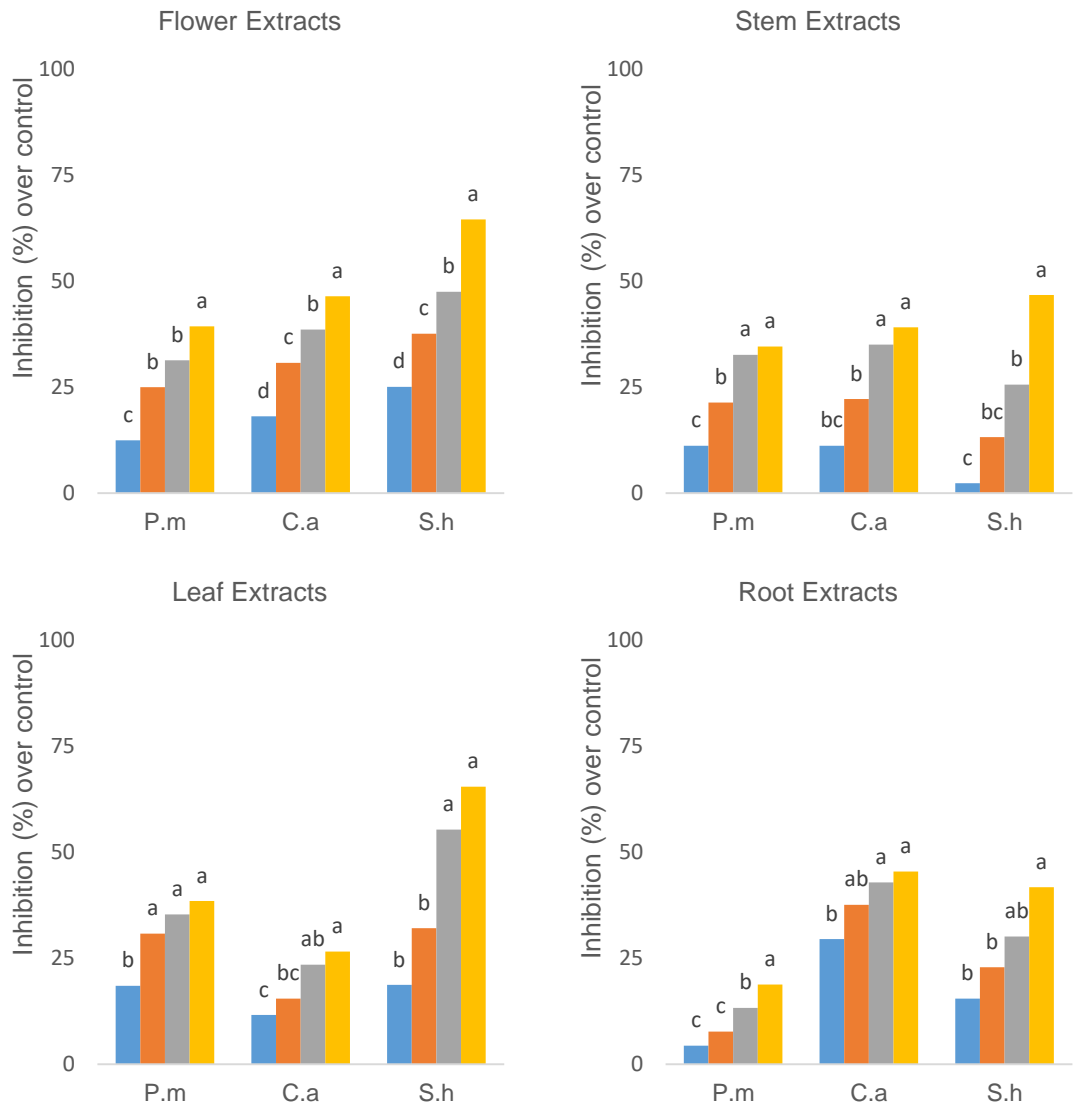 Flower Extracts
Inhibition (%) over control
100
75
50
25
0
c b b a
d c b a
d c b a
P.m C.a S.h
Stem Extracts
Inhibition (%) over control
100
75
50
25
0
c b a a
bc b a a
c bc b a
P.m C.a S.h
Leaf Extracts
Inhibition (%) over control
100
75
50
25
0
b a a a
c bc ab a
b b a a
P.m C.a S.h
Root Extracts
Inhibition (%) over control
100
75
50
25
0
c c b a
b ab a a
b b ab a
P.m C.a S.h